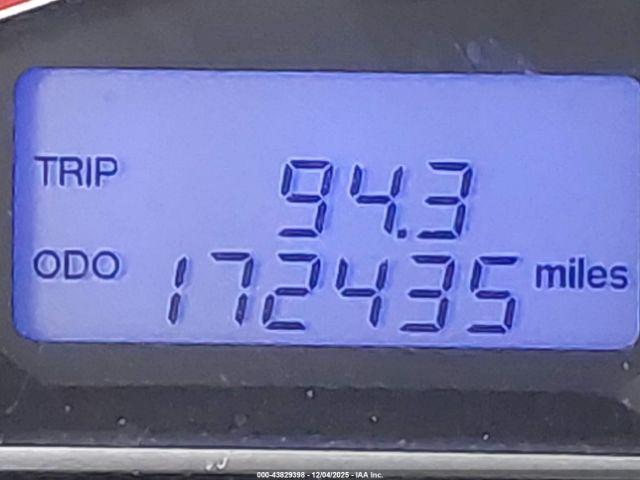 TRIP 94.3
ODO 172435 miles
000-43829398 - 12/04/2025 - IAA Inc.